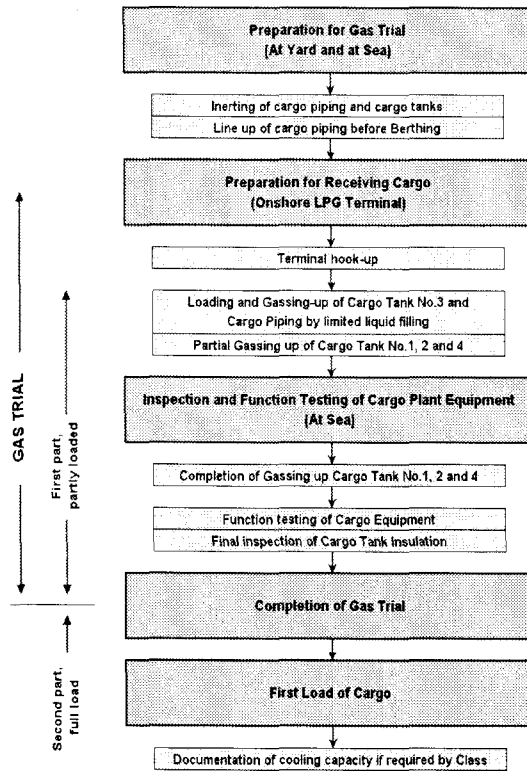 Preparation for Gas Trial
(At Yard and at Sea)
Inerting of cargo piping and cargo tanks
Line up of cargo piping before Berthing
Preparation for Receiving Cargo
(Onshore LPG Terminal)
Terminal hook-up
Loading and Gassing-up of Cargo Tank No.3 and
Cargo Piping by limited liquid filling
Partial Gassing up of Cargo Tank No.1, 2 and 4
Inspection and Function Testing of Cargo Plant Equipment
(At Sea)
Completion of Gassing up Cargo Tank No.1, 2 and 4
Function testing of Cargo Equipment
Final inspection of Cargo Tank Insulation
Completion of Gas Trial
First Load of Cargo
Documentation of cooling capacity if required by Class
GAS TRIAL
First part,
partly loaded
Second part,
full load